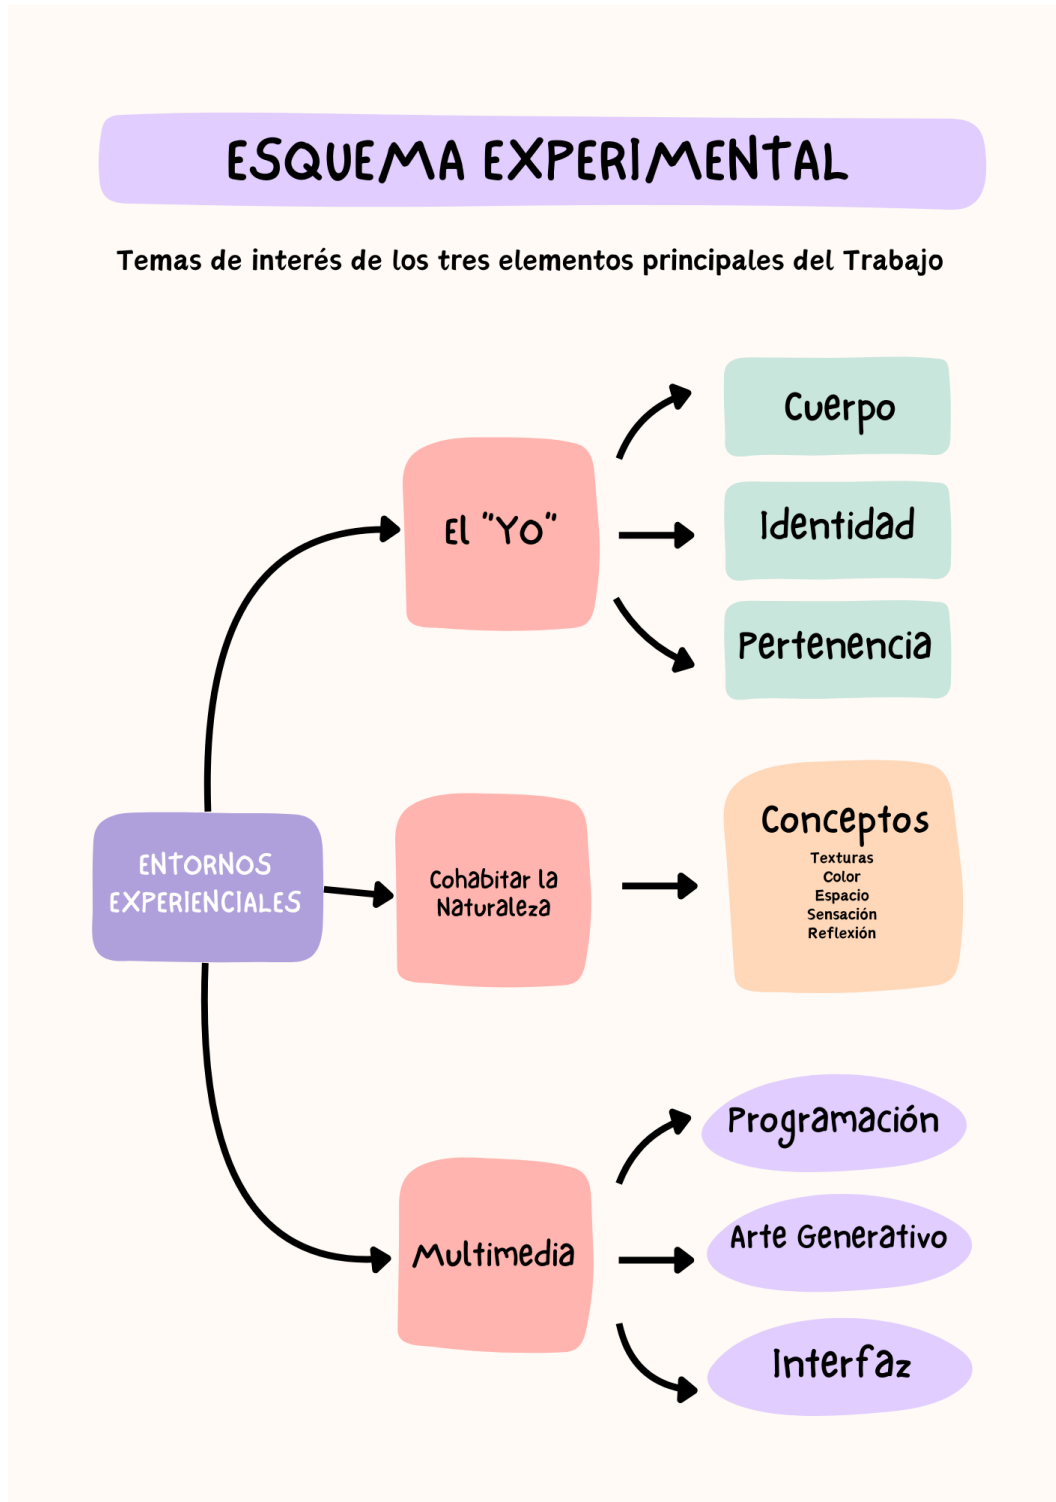 ESQUEMA EXPERIMENTAL
Temas de interés de los tres elementos principales del Trabajo
Cuerpo
El "YO"
Identidad
Pertenencia
ENTORNOS
EXPERIENCIALES
Cohabitar la
Naturaleza
Conceptos
Texturas
Color
Espacio
Sensación
Reflexión
Programación
Multimedia
Arte Generativo
Interfaz